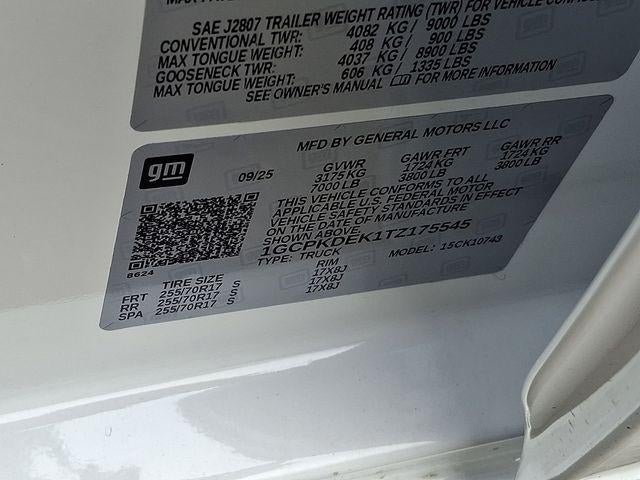 SAE J2807 TRAILER WEIGHT RATING (TWR) FOR VEHICLE
CONVENTIONAL TWR: 4082 KG / 9000 LBS
MAX TONGUE WEIGHT: 408 KG / 900 LBS
GOOSENECK TWR: 4037 KG / 8900 LBS
MAX TONGUE WEIGHT: 606 KG / 1335 LBS
SEE OWNER'S MANUAL FOR MORE INFORMATION
MFD BY GENERAL MOTORS LLC
gm
09/25 GVWR GAWR FRT GAWR RR
3175 KG 1724 KG 1724 KG
7000 LB 3800 LB 3800 LB
THIS VEHICLE CONFORMS TO ALL
APPLICABLE U.S. FEDERAL MOTOR
VEHICLE SAFETY STANDARDS IN EFFECT
ON THE DATE OF MANUFACTURE
SHOWN ABOVE.
1GCPKDEK1TZ175545
TYPE: TRUCK MODEL: 15CK10743
8624
TIRE SIZE RIM
FRT 255/70R17 S 17X8J
RR 255/70R17 S 17X8J
SPA 255/70R17 S 17X8J